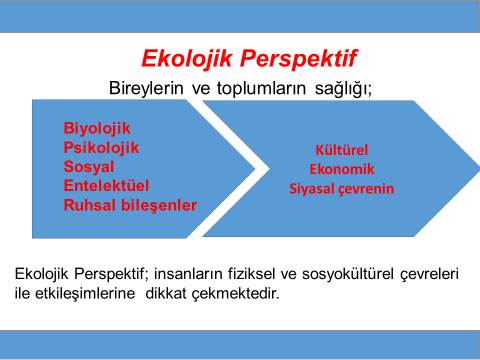 Ekolojik Perspektif
Bireylerin ve toplumların sağlığı;
Biyolojik
Psikolojik
Sosyal
Entelektüel
Ruhsal bileşenler
Kültürel
Ekonomik
Siyasal çevrenin
Ekolojik Perspektif; insanların fiziksel ve sosyokültürel çevreleri
ile etkileşimlerine dikkat çekmektedir.